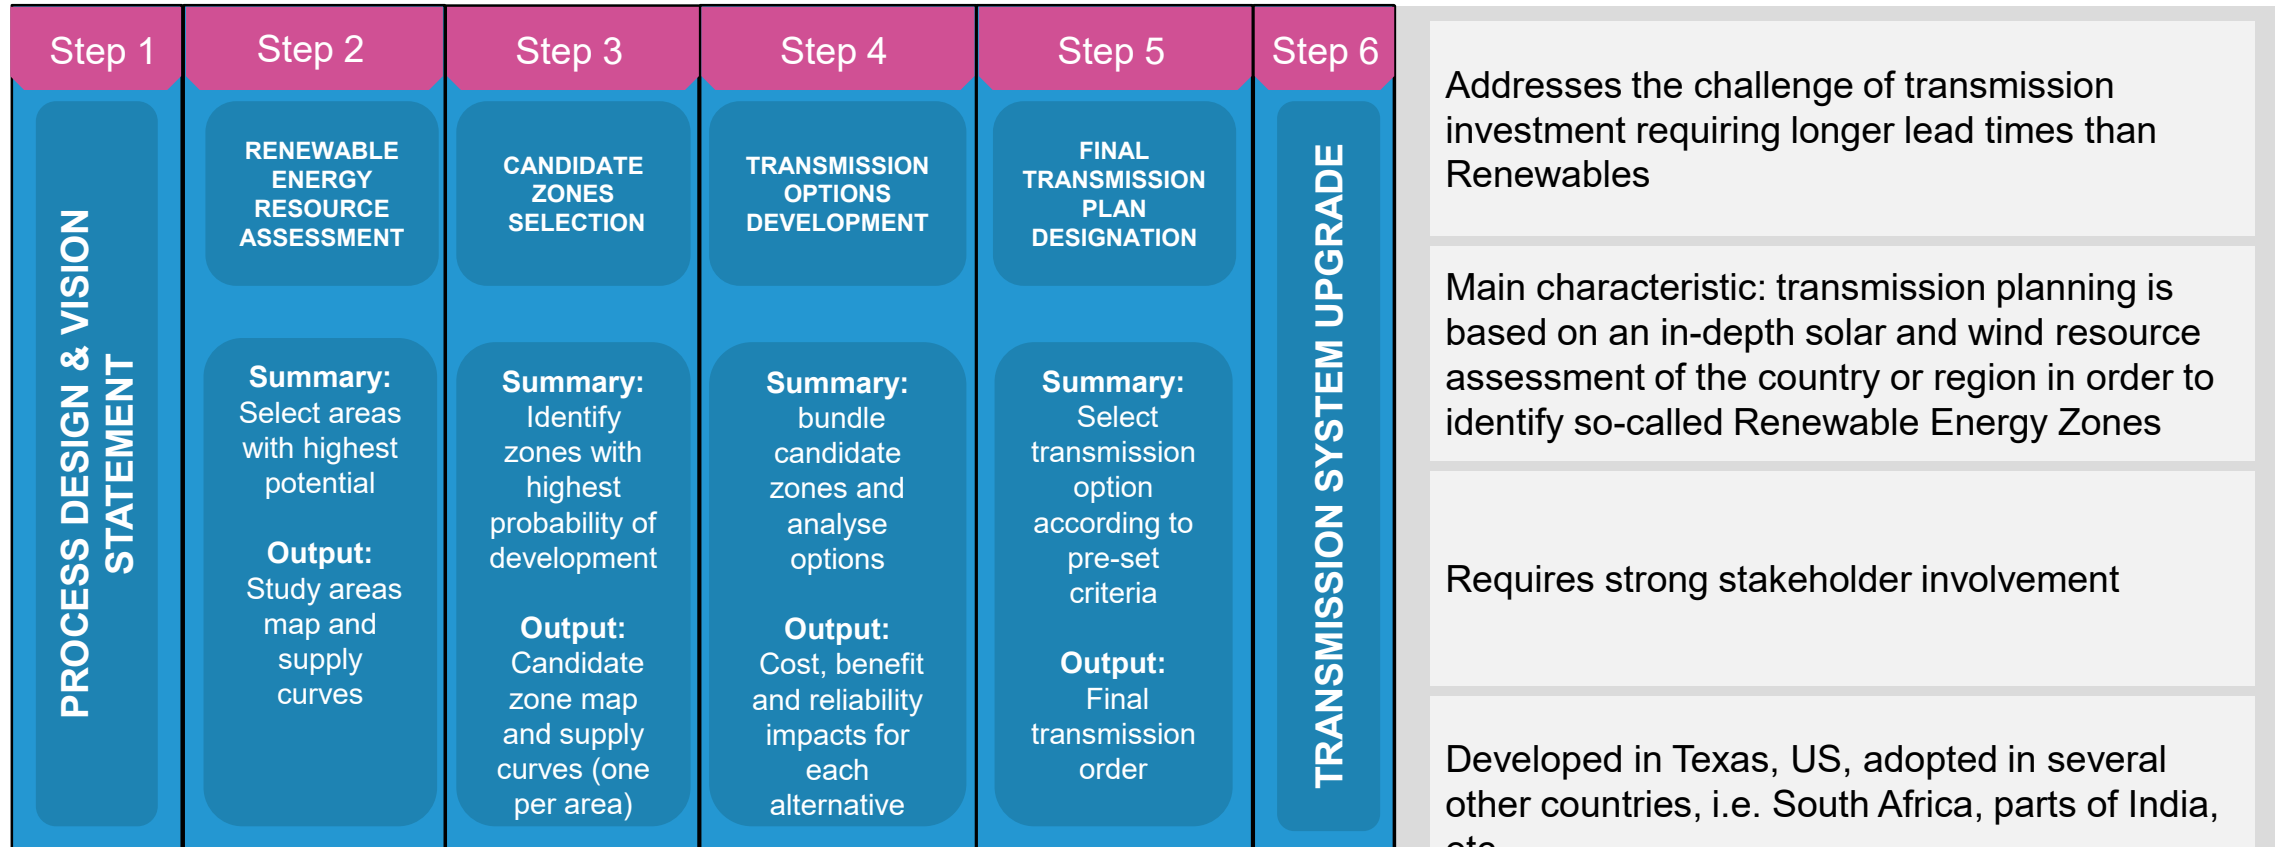 Step 1
PROCESS DESIGN & VISION
STATEMENT
Step 2
RENEWABLE
ENERGY
RESOURCE
ASSESSMENT
Summary:
Select areas
with highest
potential
Output:
Study areas
map and
supply
curves
Step 3
CANDIDATE
ZONES
SELECTION
Summary:
Identify
zones with
highest
probability of
development
Output:
Candidate
zone map
and supply
curves (one
per area)
Step 4
TRANSMISSION
OPTIONS
DEVELOPMENT
Summary:
bundle
candidate
zones and
analyse
options
Output:
Cost, benefit
and reliability
impacts for
each
alternative
Step 5
FINAL
TRANSMISSION
PLAN
DESIGNATION
Summary:
Select
transmission
option
according to
pre-set
criteria
Output:
Final
transmission
order
Step 6
TRANSMISSION SYSTEM UPGRADE
Addresses the challenge of transmission
investment requiring longer lead times than
Renewables
Main characteristic: transmission planning is
based on an in-depth solar and wind resource
assessment of the country or region in order to
identify so-called Renewable Energy Zones
Requires strong stakeholder involvement
Developed in Texas, US, adopted in several
other countries, i.e. South Africa, parts of India,